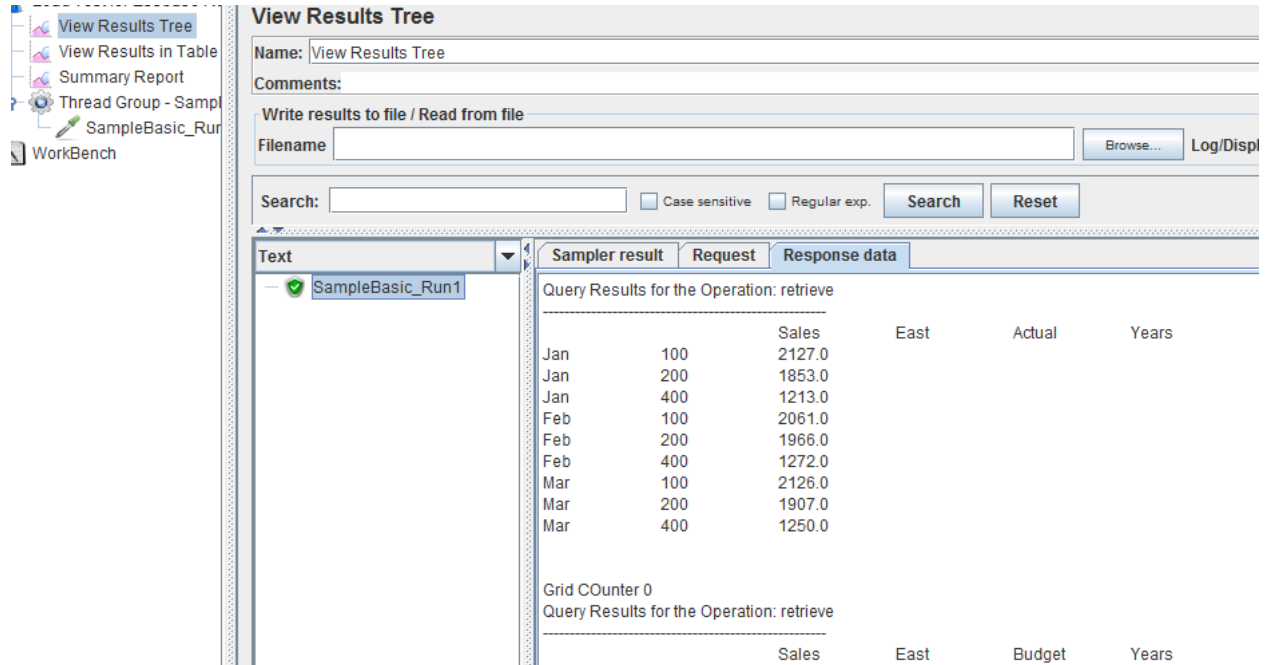 View Results Tree
View Results in Table
Summary Report
Thread Group - Sampl
SampleBasic_Run
WorkBench
View Results Tree
Name: View Results Tree
Comments:
Write results to file / Read from file
Filename Browse... Log/Displ
Search: Case sensitive Regular exp. Search Reset
Text
SampleBasic_Run1
Sampler result Request Response data
Query Results for the Operation: retrieve
------------------------------------------------------
Sales East Actual Years
Jan 100 2127.0
Jan 200 1853.0
Jan 400 1213.0
Feb 100 2061.0
Feb 200 1966.0
Feb 400 1272.0
Mar 100 2126.0
Mar 200 1907.0
Mar 400 1250.0
Grid COunter 0
Query Results for the Operation: retrieve
------------------------------------------------------
Sales East Budget Years